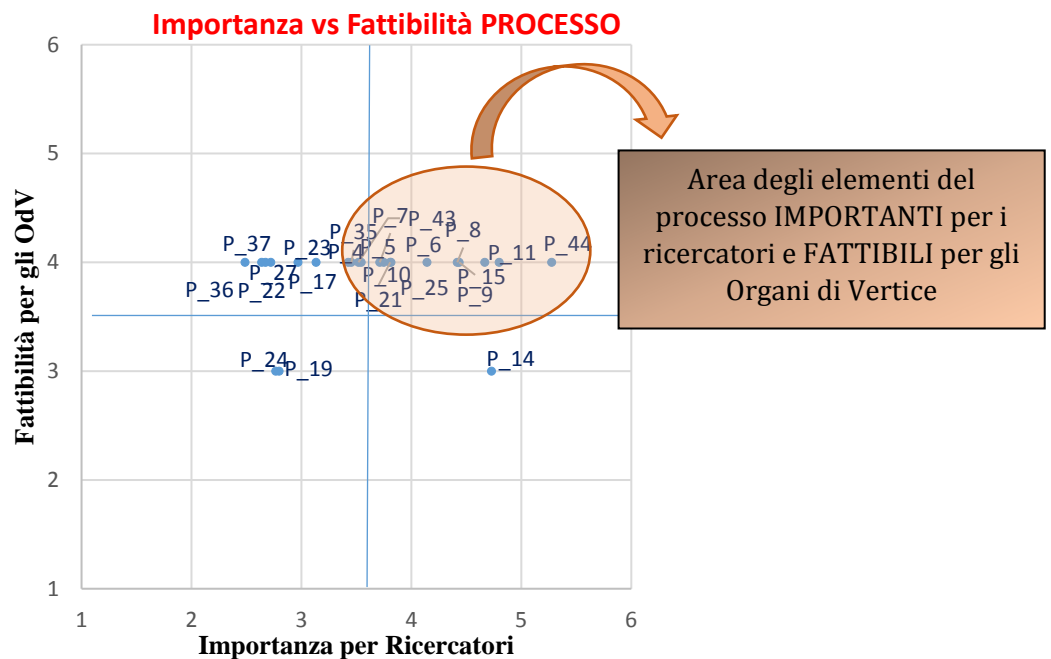 Importanza vs Fattibilità PROCESSO
6
5
4
3
2
1
Fattibilità per gli OdV
P_7
P_43
P_35
P_8
P_37
P_23
P_4
P_5
P_6
P_11
P_44
P_27
P_17
P_10
P_15
P_36
P_22
P_21
P_25
P_9
P_24
P_19
P_14
Area degli elementi del
processo IMPORTANTI per i
ricercatori e FATTIBILI per gli
Organi di Vertice
1
2
3
4
5
6
Importanza per Ricercatori